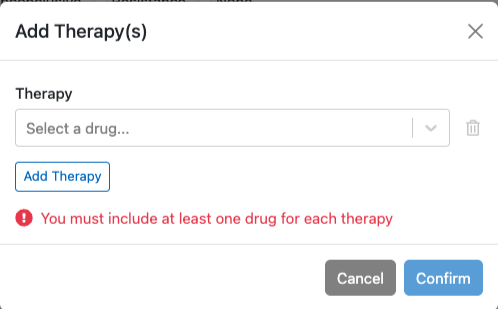 Add Therapy(s)
Therapy
Select a drug...
Add Therapy
You must include at least one drug for each therapy
Cancel
Confirm